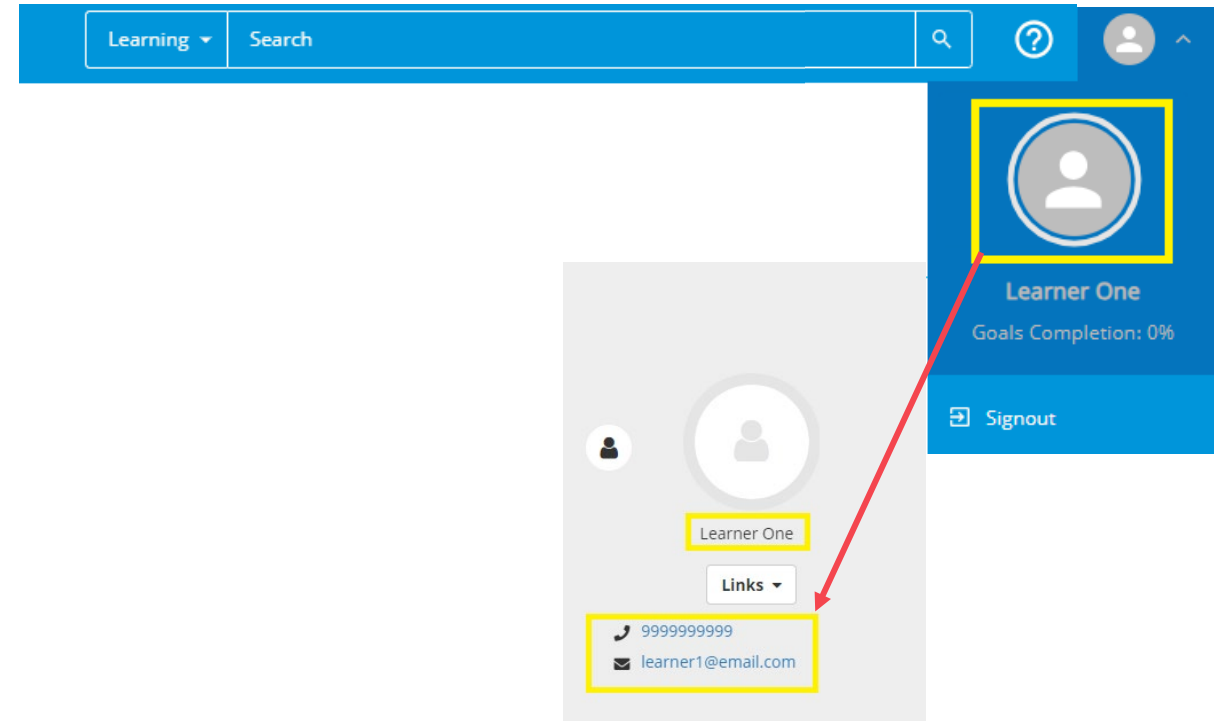 Learning
Search
Learner One
Goals Completion: 0%
Signout
Learner One
Links
9999999999
learner1@email.com